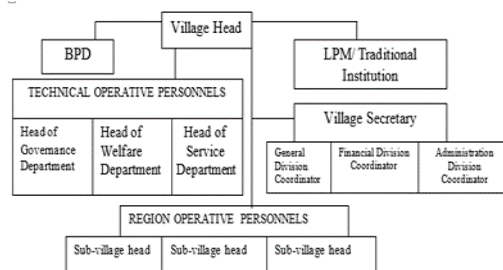 Village Head
BPD
LPM/ Traditional
Institution
TECHNICAL OPERATIVE PERSONNELS
Head of
Governance
Department
Head of
Welfare
Department
Head of
Service
Department
Village Secretary
General
Division
Coordinator
Financial Division
Coordinator
Administration
Division
Coordinator
REGION OPERATIVE PERSONNELS
Sub-village head
Sub-village head
Sub-village head